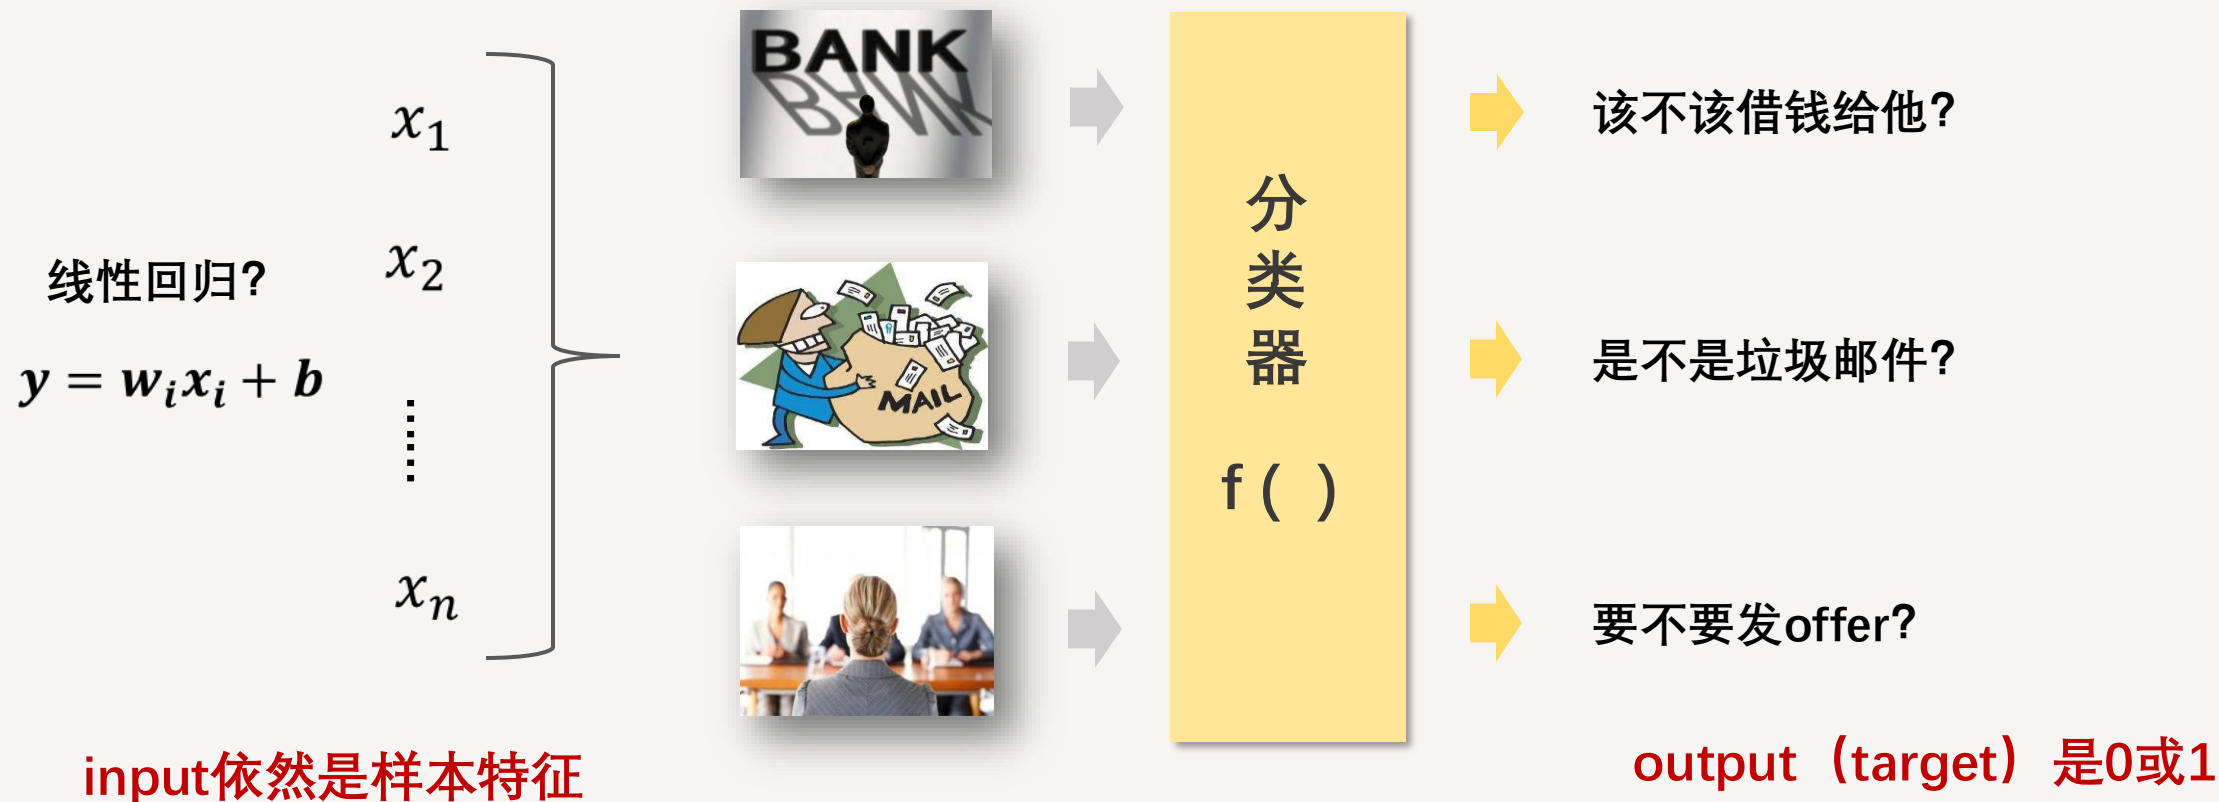 线性回归?
y = wᵢxᵢ + b
x₁
x₂
......
xₙ
BANK
BANK
MAIL
分
类
器
f( )
该不该借钱给他?
是不是垃圾邮件?
要不要发offer?
input依然是样本特征
output（target）是0或1